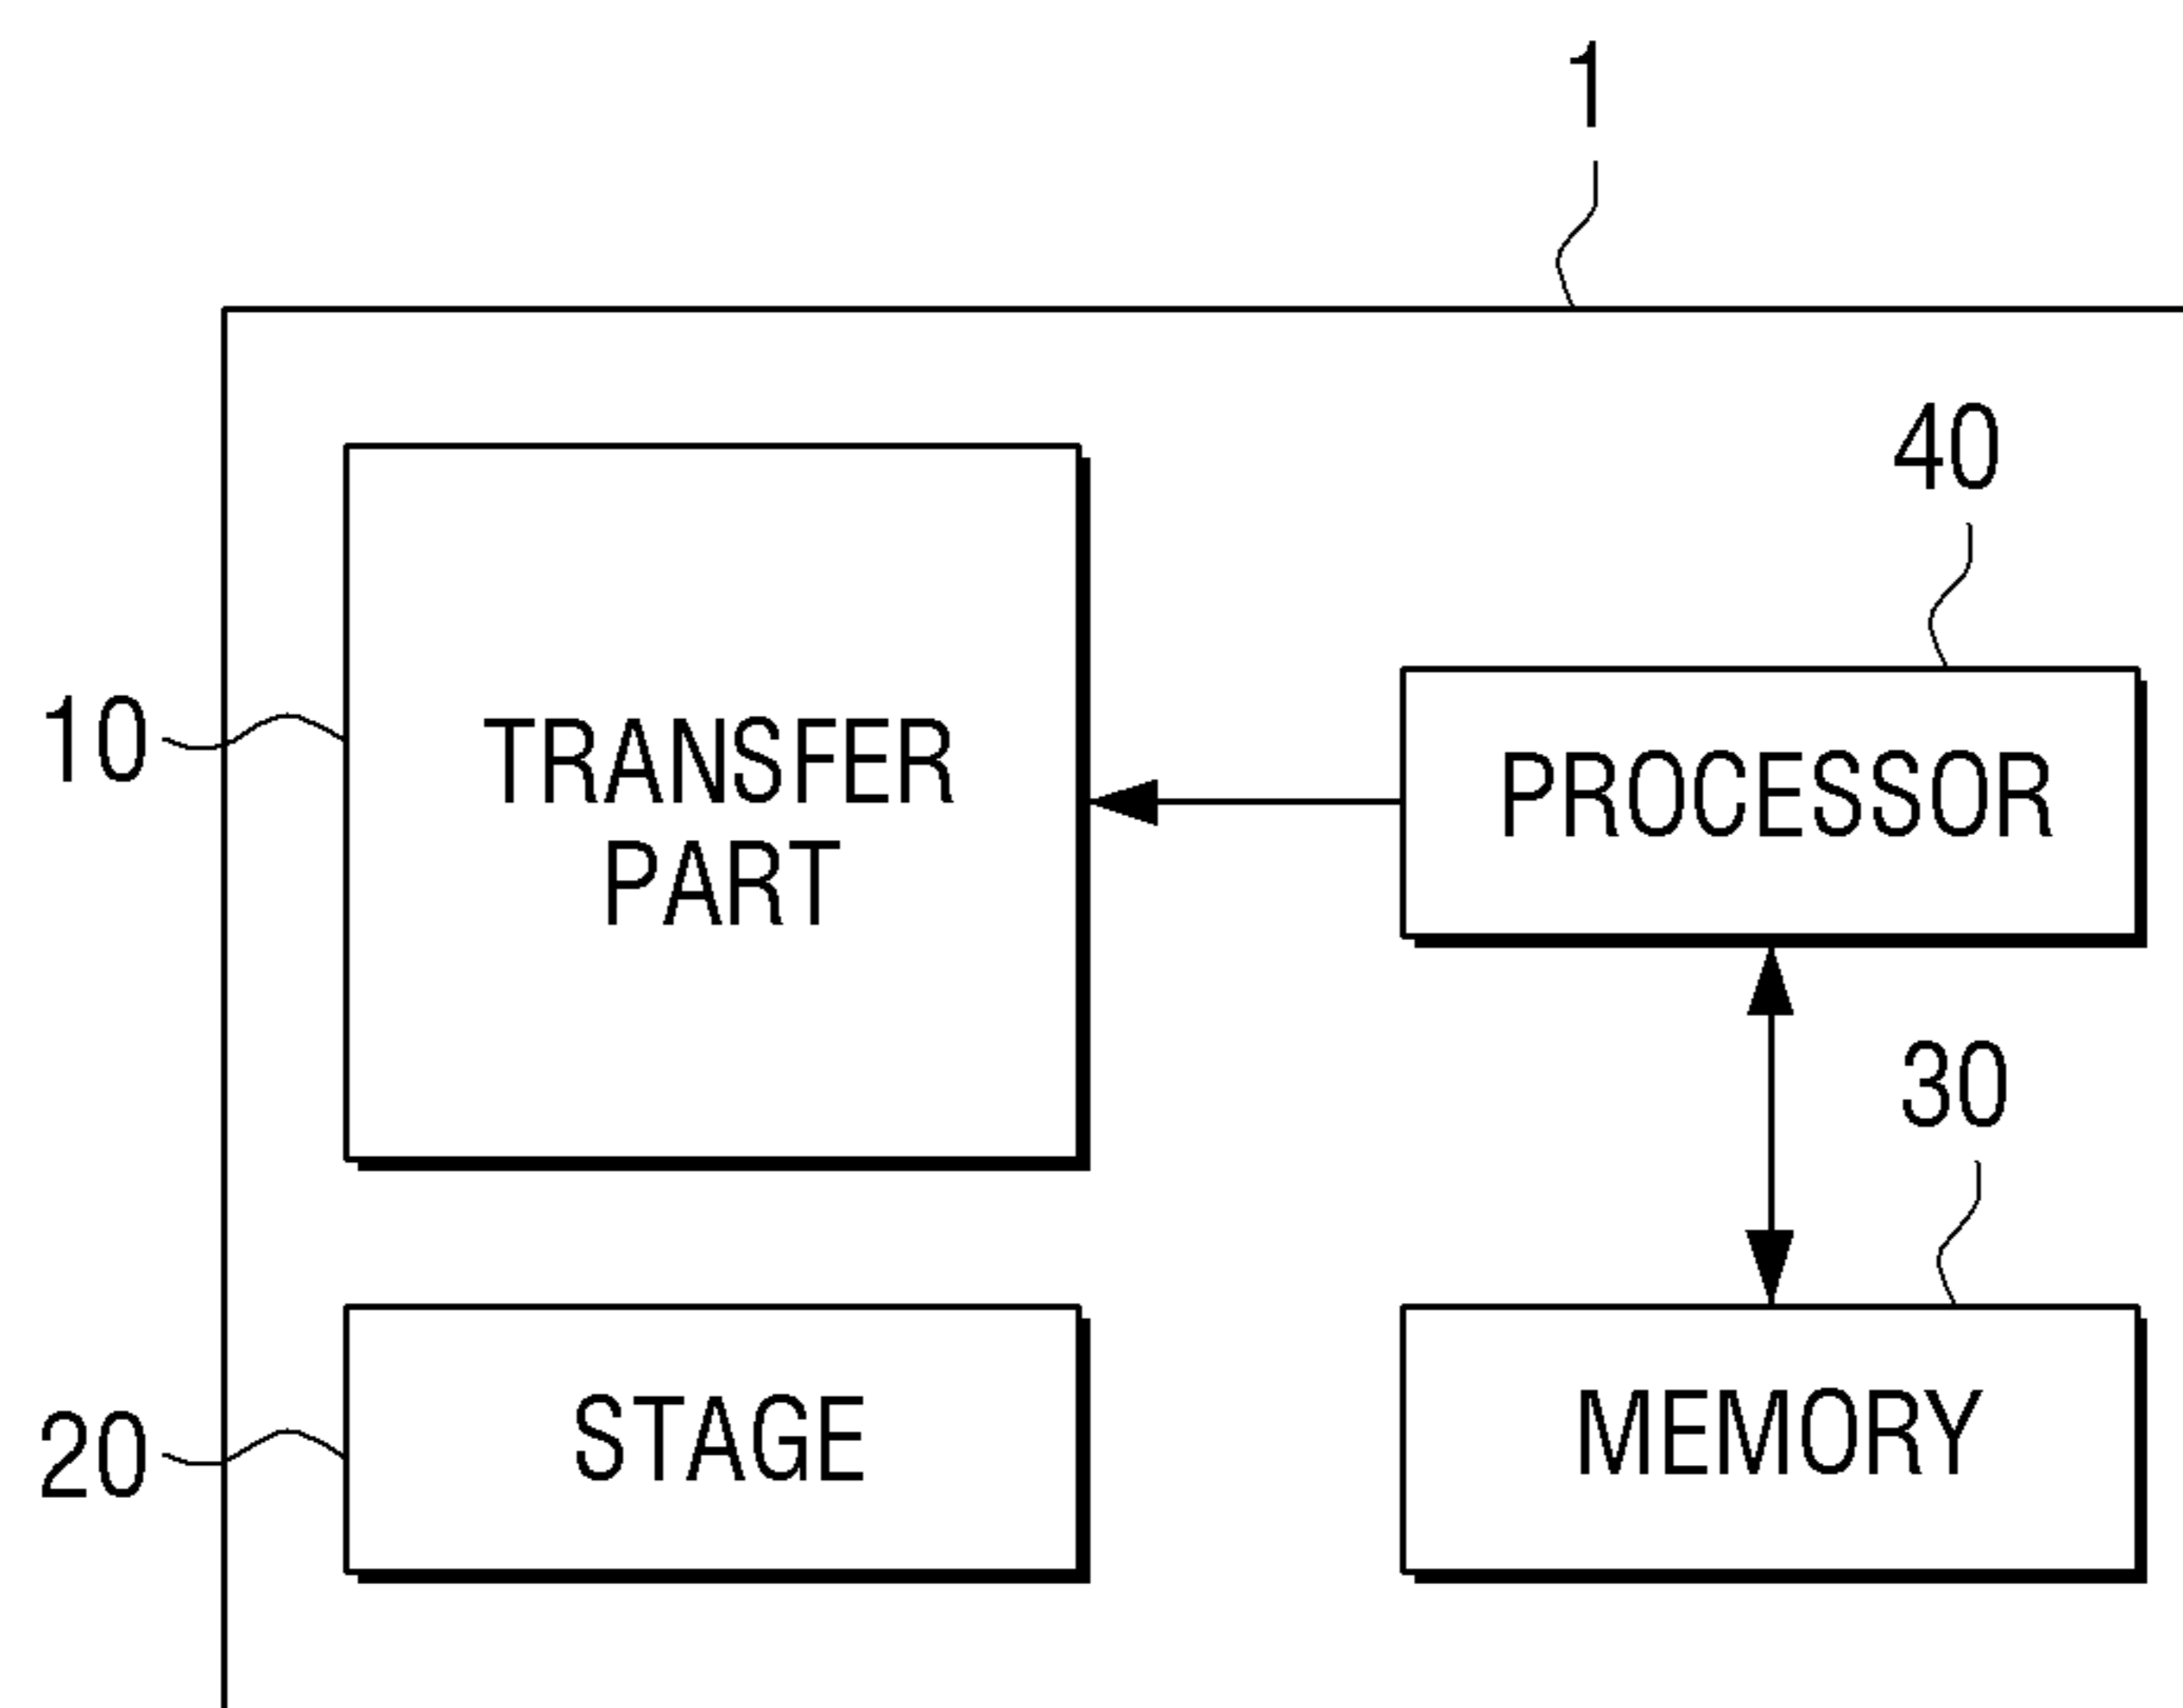 1
40
10
TRANSFER
PART
PROCESSOR
30
20
STAGE
MEMORY